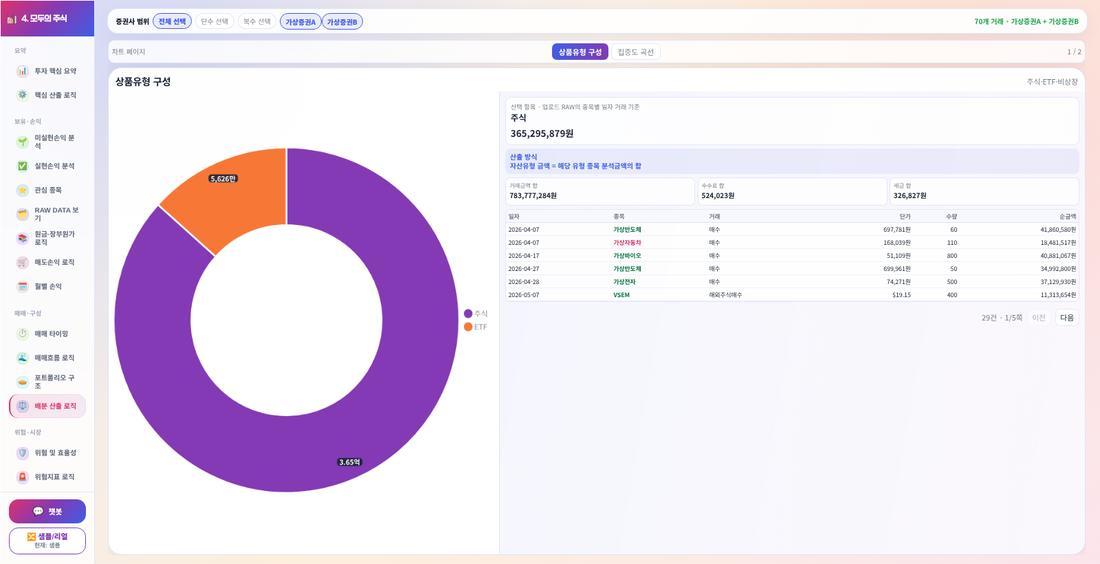 4. 모두의 주식
요약
투자 핵심 요약
핵심 산출 로직
보유·손익
미실현손익 분
석
실현손익 분석
관심 종목
RAW DATA 보
기
원금-장부원가
로직
매도손익 로직
월별 손익
매매·구성
매매 타이밍
매매흐름 로직
포트폴리오 구
조
배분 산출 로직
위험·시장
위험 및 효율성
위험지표 로직
챗봇
샘플/리얼
현재: 샘플
증권사 범위 전체 선택 단수 선택 복수 선택 가상증권A 가상증권B
70개 거래 · 가상증권A + 가상증권B
차트 페이지 상품유형 구성 집중도 곡선 1 / 2
상품유형 구성 주식·ETF·비상장
5,626만
3.65억
주식
ETF
선택 항목 · 업로드 RAW의 종목별 일자 거래 기준
주식
365,295,879원
산출 방식
자산유형 금액 = 해당 유형 종목 분석금액의 합
거래금액 합 수수료 합 세금 합
783,777,284원 524,023원 326,827원
일자 종목 거래 단가 수량 순금액
2026-04-07 가상반도체 매수 697,781원 60 41,860,580원
2026-04-07 가상자동차 매수 168,039원 110 18,481,517원
2026-04-17 가상바이오 매수 51,109원 800 40,881,067원
2026-04-27 가상반도체 매수 699,961원 50 34,992,800원
2026-04-28 가상전자 매수 74,271원 500 37,129,930원
2026-05-07 VSEM 해외주식매수 $19.15 400 11,313,654원
29건 · 1/5쪽 이전 다음